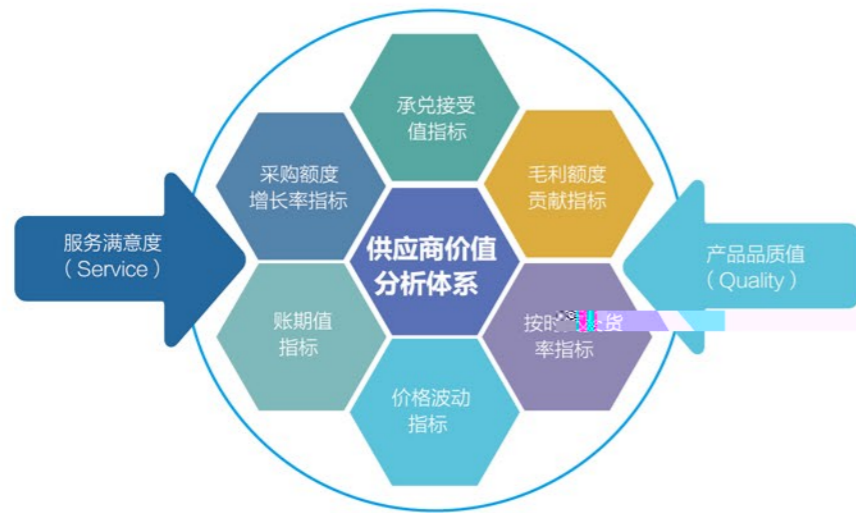 承兑接受
值指标
采购额度
增长率指标
毛利额度
贡献指标
服务满意度
（Service）
供应商价值
分析体系
产品品质值
（Quality）
账期值
指标
按时
货
率指标
价格波动
指标